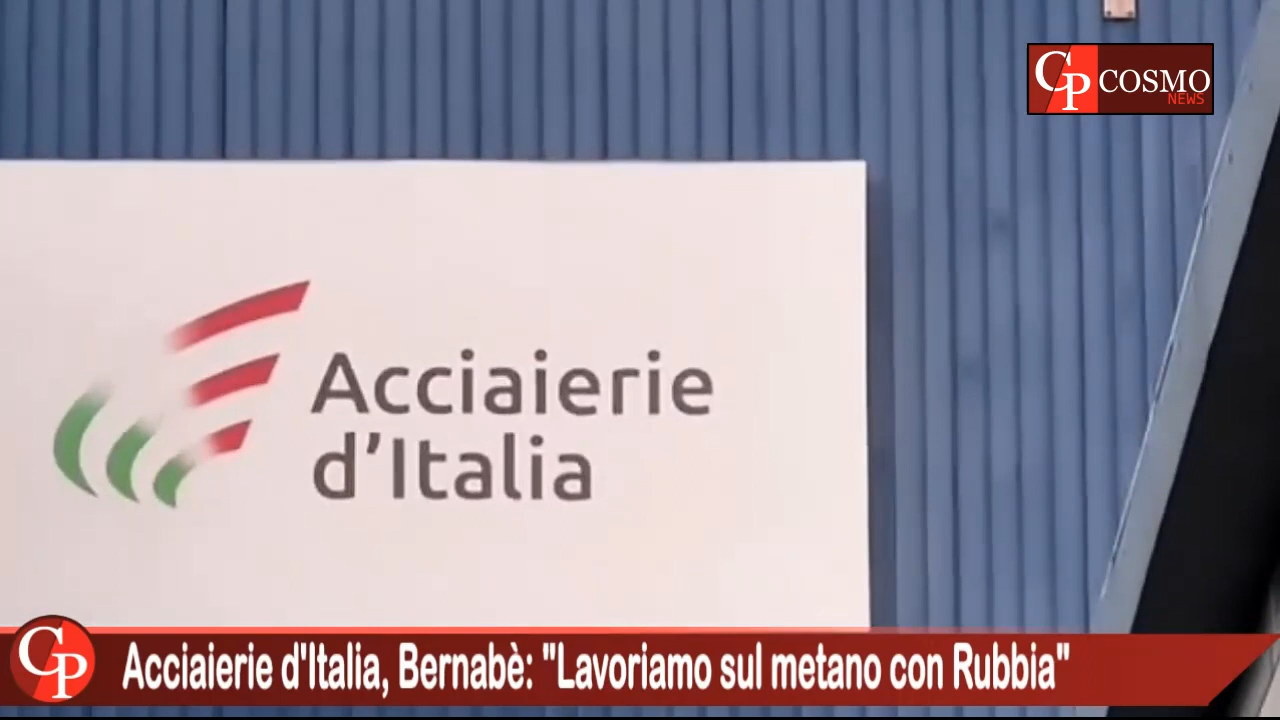 CP COSMO
NEWS
Acciaierie
d'Italia
CP
Acciaierie d'Italia, Bernabè: "Lavoriamo sul metano con Rubbia"